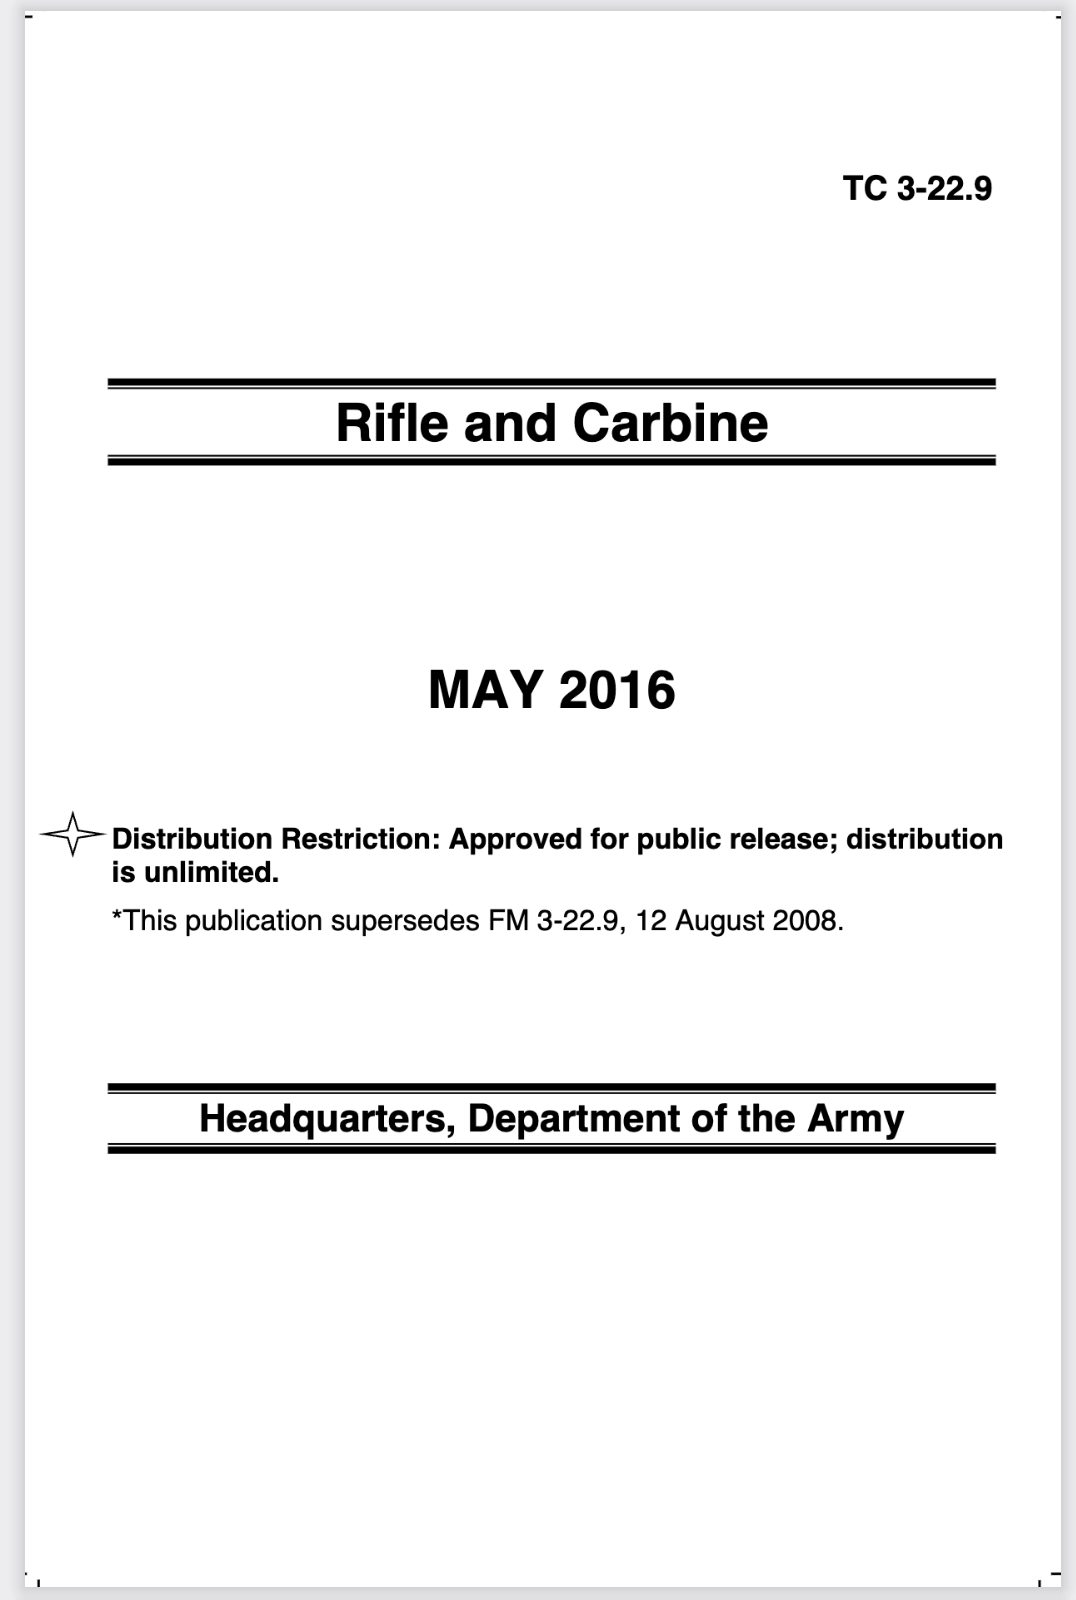 TC 3-22.9
Rifle and Carbine
MAY 2016
Distribution Restriction: Approved for public release; distribution
is unlimited.
*This publication supersedes FM 3-22.9, 12 August 2008.
Headquarters, Department of the Army